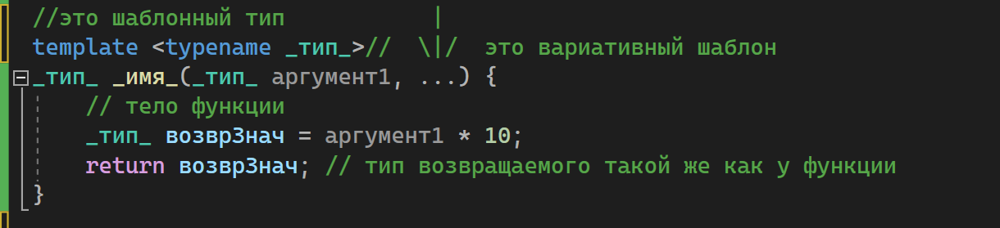 //это шаблонный тип           |
template <typename _тип_>//  \|/  это вариативный шаблон
_тип_ _имя_(_тип_ аргумент1, ...) {
    // тело функции
    _тип_ возврЗнач = аргумент1 * 10;
    return возврЗнач; // тип возвращаемого такой же как у функции
}